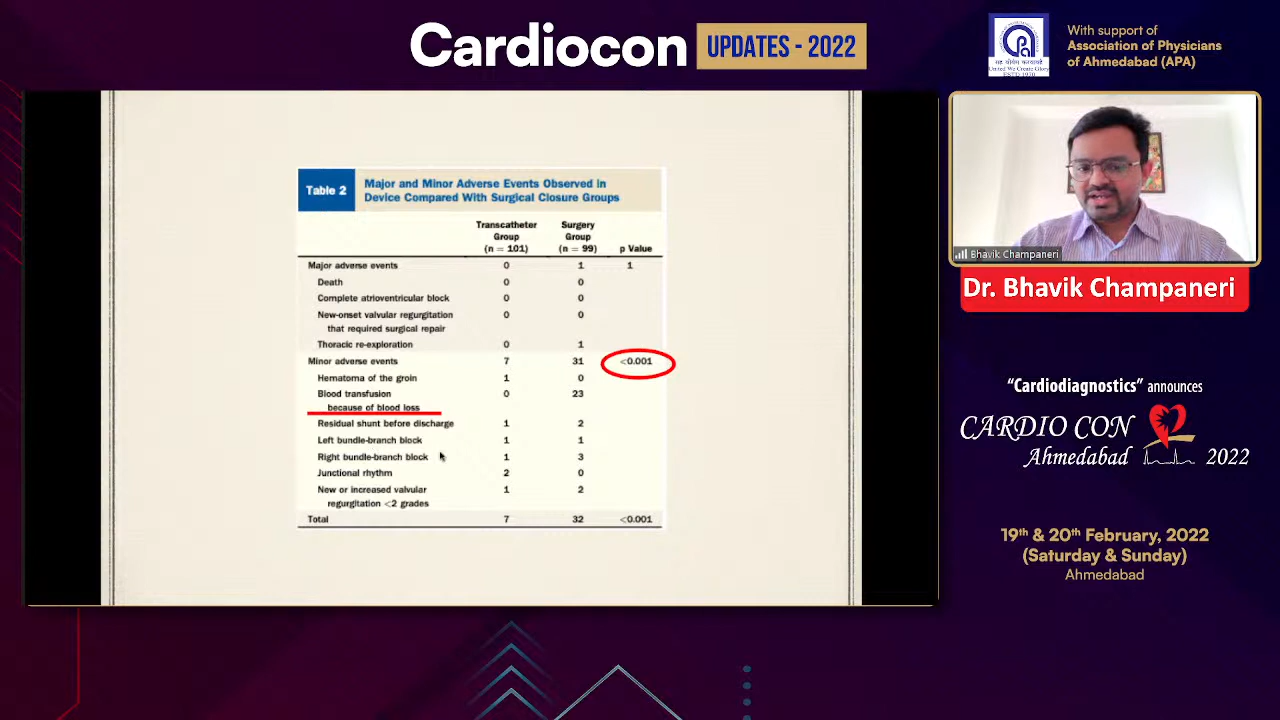 Cardiocon
UPDATES - 2022
With support of
Association of Physicians
of Ahmedabad (APA)
United We Create Glory
ESTD 1970
Table 2
Major and Minor Adverse Events Observed in
Device Compared With Surgical Closure Groups
Transcatheter Group (n = 101) Surgery Group (n = 99) p Value
Major adverse events 0 1 1
Death 0 0
Complete atrioventricular block 0 0
New-onset valvular regurgitation 0 0
that required surgical repair
Thoracic re-exploration 0 1
Minor adverse events 7 31 <0.001
Hematoma of the groin 1 0
Blood transfusion 0 23
because of blood loss
Residual shunt before discharge 1 2
Left bundle-branch block 1 1
Right bundle-branch block 1 3
Junctional rhythm 2 0
New or increased valvular 1 2
regurgitation <2 grades
Total 7 32 <0.001
Bhavik Champaneri
Dr. Bhavik Champaneri
"Cardiodiagnostics" announces
CARDIO CON
Ahmedabad 2022
19th & 20th February, 2022
(Saturday & Sunday)
Ahmedabad